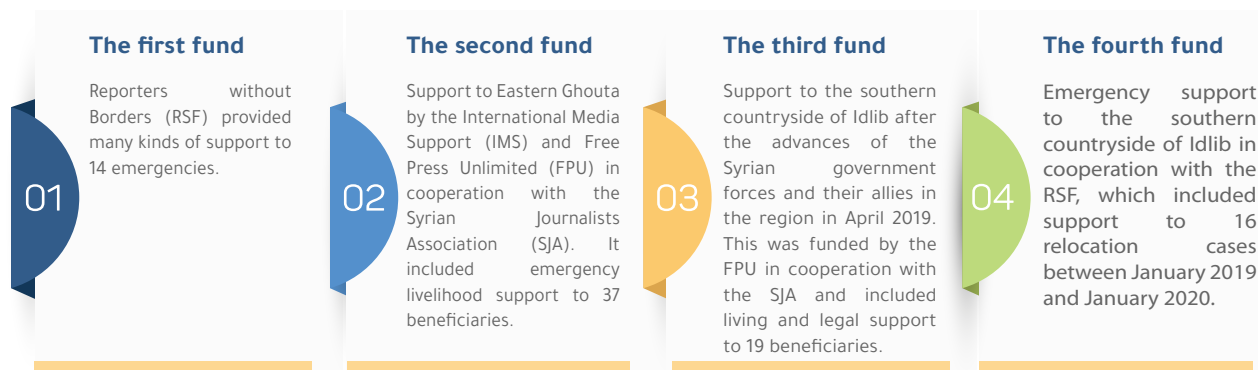 The first fund
Reporters without
Borders (RSF) provided
many kinds of support to
14 emergencies.
01
The second fund
Support to Eastern Ghouta
by the International Media
Support (IMS) and Free
Press Unlimited (FPU) in
cooperation with the
Syrian Journalists
Association (SJA). It
included emergency
livelihood support to 37
beneficiaries.
02
The third fund
Support to the southern
countryside of Idlib after
the advances of the
Syrian government
forces and their allies in
the region in April 2019.
This was funded by the
FPU in cooperation with
the SJA and included
living and legal support
to 19 beneficiaries.
03
The fourth fund
Emergency support
to the southern
countryside of Idlib in
cooperation with the
RSF, which included
support to 16
relocation cases
between January 2019
and January 2020.
04